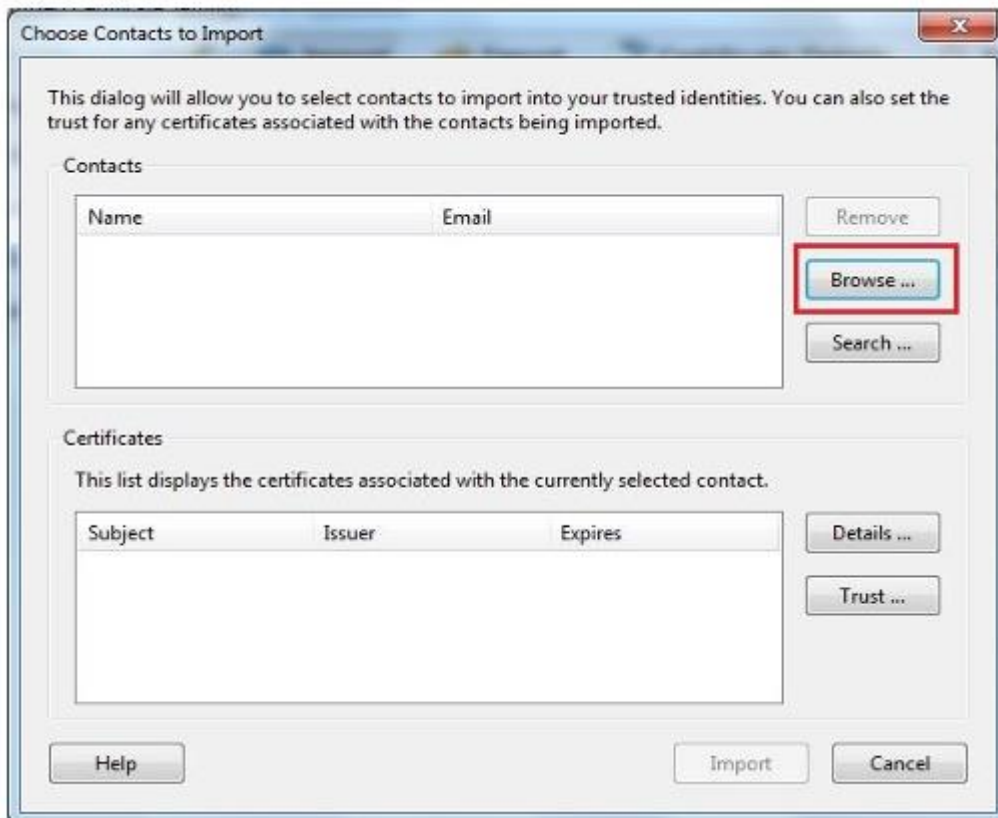 Choose Contacts to Import
This dialog will allow you to select contacts to import into your trusted identities. You can also set the
trust for any certificates associated with the contacts being imported.
Contacts
Name Email
Remove
Browse ...
Search ...
Certificates
This list displays the certificates associated with the currently selected contact.
Subject Issuer Expires
Details ...
Trust ...
Help Import Cancel